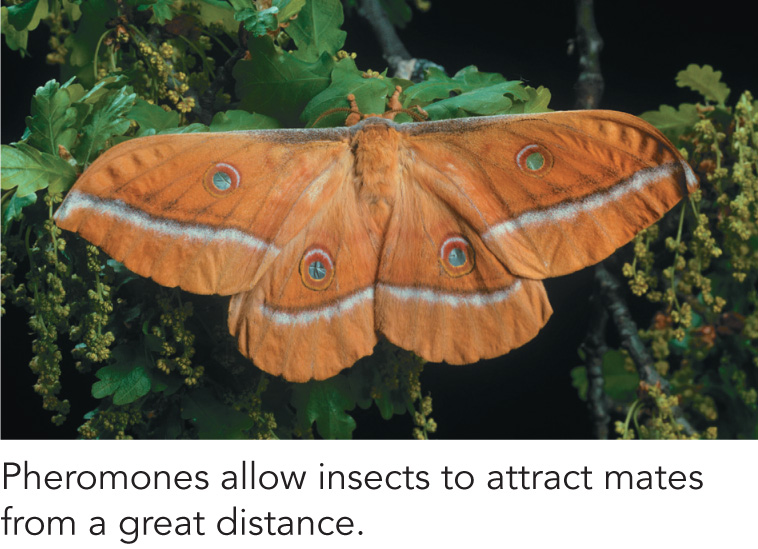 Pheromones allow insects to attract mates
from a great distance.